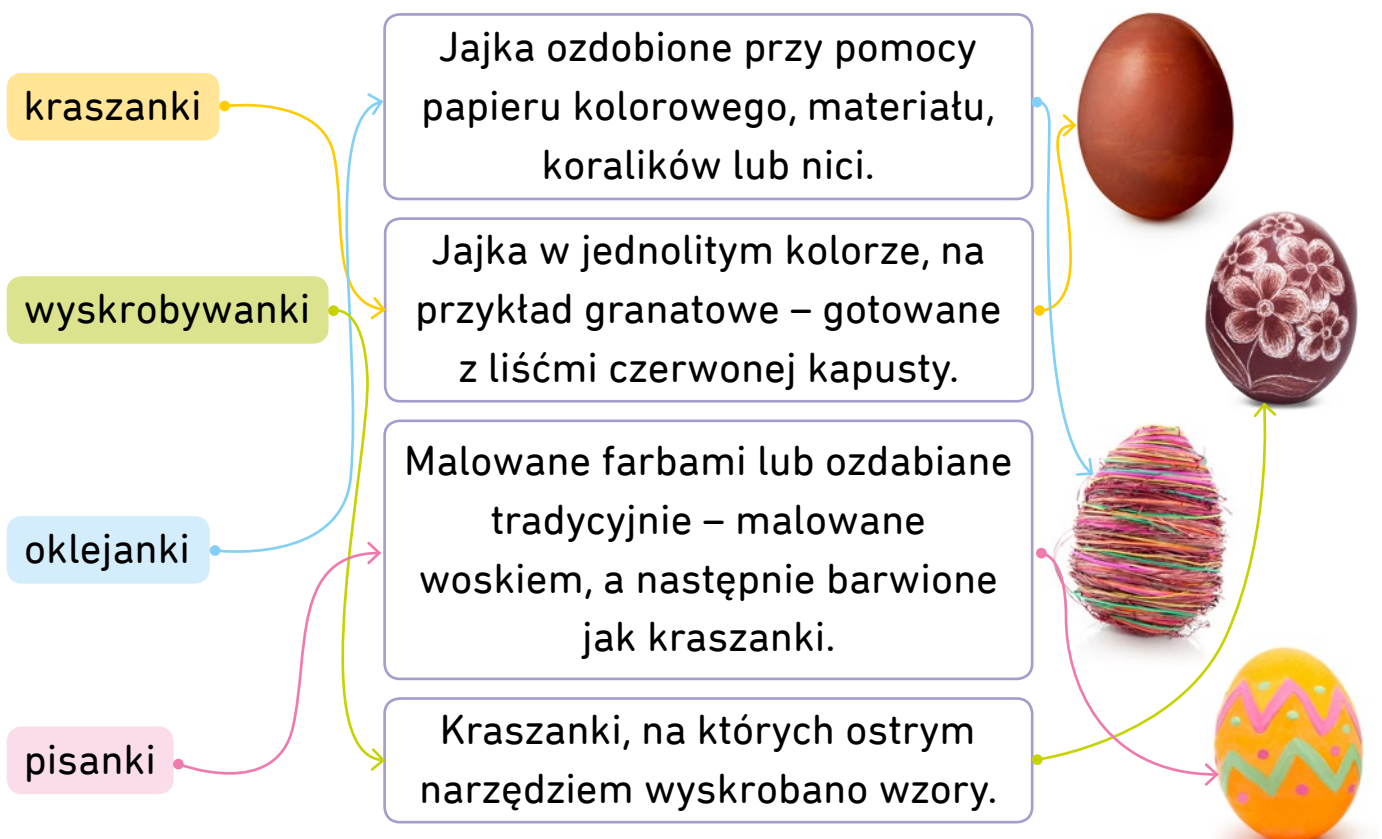 kraszanki
wyskrobywanki
oklejanki
pisanki
Jajka ozdobione przy pomocy
papieru kolorowego, materiału,
koralików lub nici.
Jajka w jednolitym kolorze, na
przykład granatowe – gotowane
z liśćmi czerwonej kapusty.
Malowane farbami lub ozdabiane
tradycyjnie – malowane
woskiem, a następnie barwione
jak kraszanki.
Kraszanki, na których ostrym
narzędziem wyskrobano wzory.